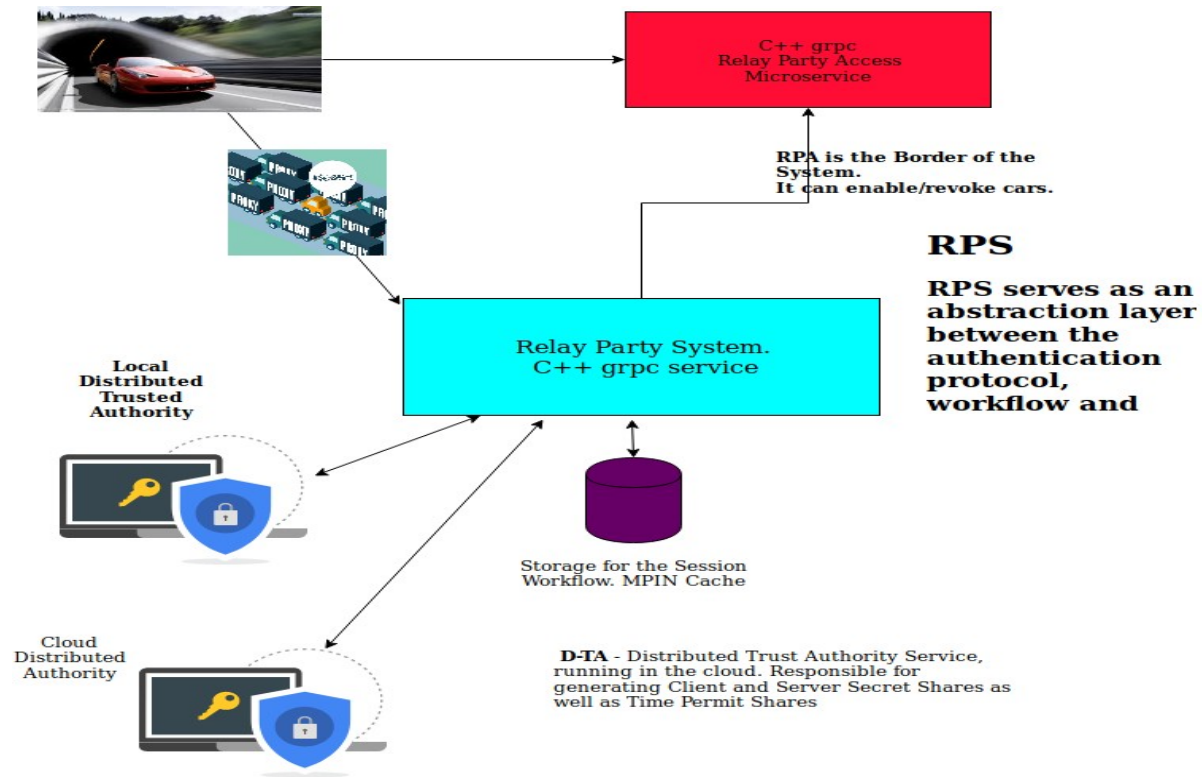 C++ grpc
Relay Party Access
Microservice
RPA is the Border of the
System.
It can enable/revoke cars.
PROXY
RPS
RPS serves as an
abstraction layer
between the
authentication
protocol,
workflow and
Relay Party System.
C++ grpc service
Local
Distributed
Trusted
Authority
Storage for the Session
Workflow. MPIN Cache
Cloud
Distributed
Authority
D-TA - Distributed Trust Authority Service,
running in the cloud. Responsible for
generating Client and Server Secret Shares as
well as Time Permit Shares